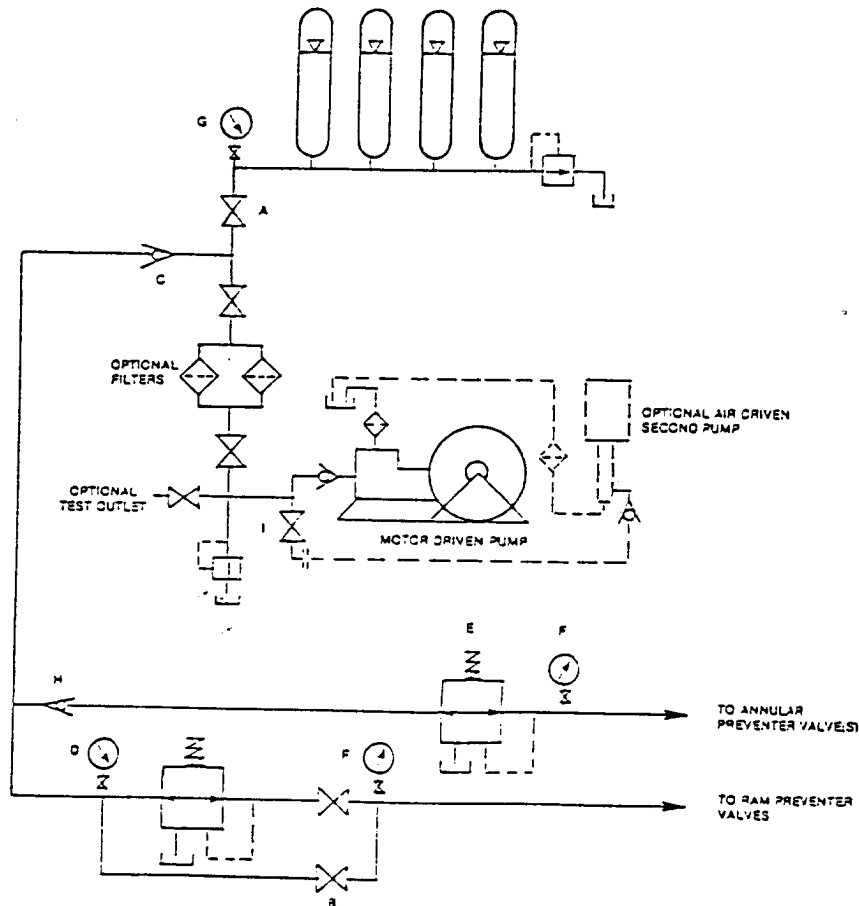 G
A
C
OPTIONAL
FILTERS
OPTIONAL AIR DRIVEN
SECOND PUMP
OPTIONAL
TEST OUTLET
I
MOTOR DRIVEN PUMP
E
F
H
TO ANNULAR
PREVENTER VALVE(S)
D
F
TO RAM PREVENTER
VALVES
B